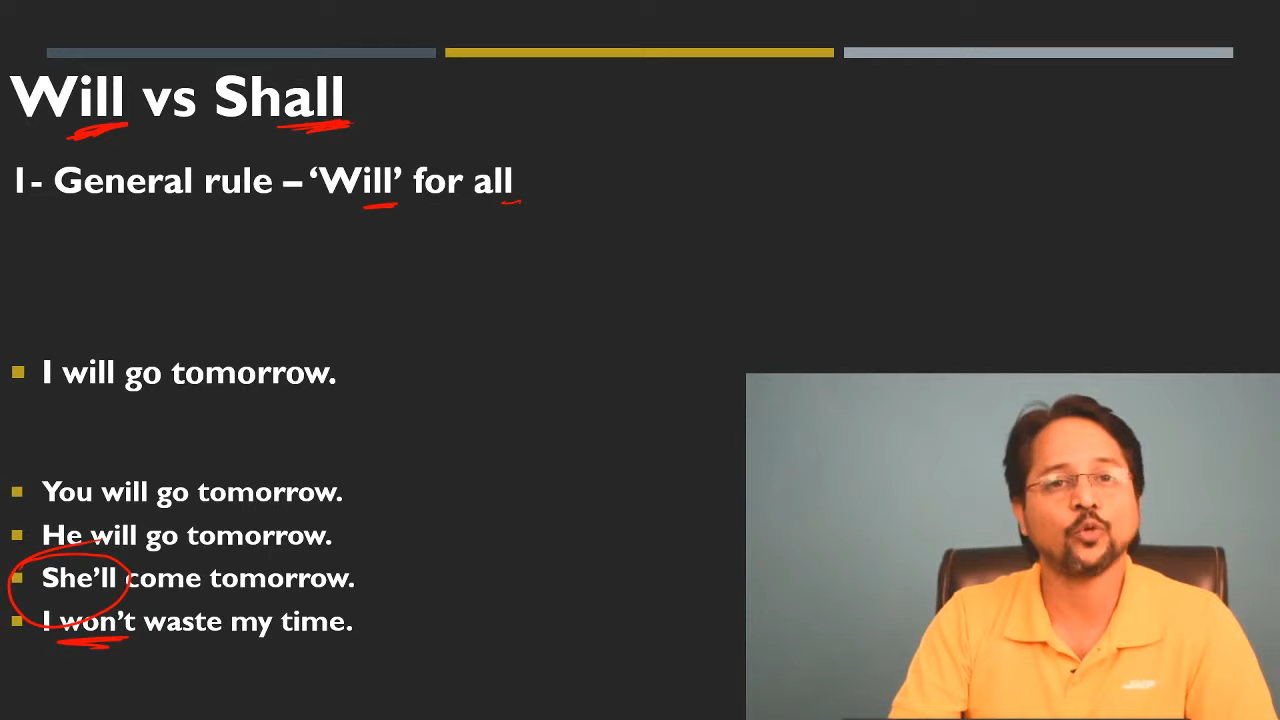 Will vs Shall
1- General rule – ‘Will’ for all
I will go tomorrow.
You will go tomorrow.
He will go tomorrow.
She’ll come tomorrow.
I won’t waste my time.